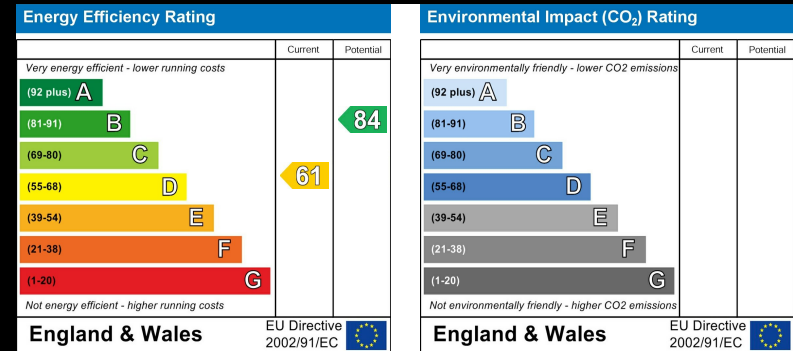 Energy Efficiency Rating
Current Potential
Very energy efficient - lower running costs
(92 plus) A
(81-91) B
84
(69-80) C
(55-68) D
61
(39-54) E
(21-38) F
(1-20) G
Not energy efficient - higher running costs
England & Wales
EU Directive
2002/91/EC
Environmental Impact (CO₂) Rating
Current Potential
Very environmentally friendly - lower CO2 emissions
(92 plus) A
(81-91) B
(69-80) C
(55-68) D
(39-54) E
(21-38) F
(1-20) G
Not environmentally friendly - higher CO2 emissions
England & Wales
EU Directive
2002/91/EC